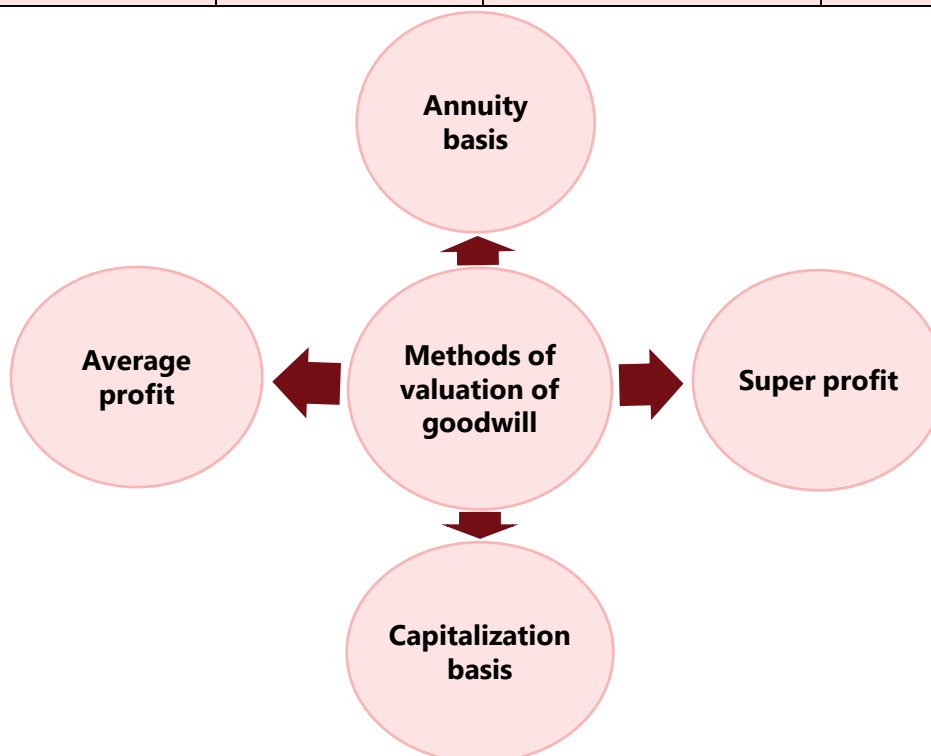 Annuity
basis
Average
profit
Methods of
valuation of
goodwill
Super profit
Capitalization
basis